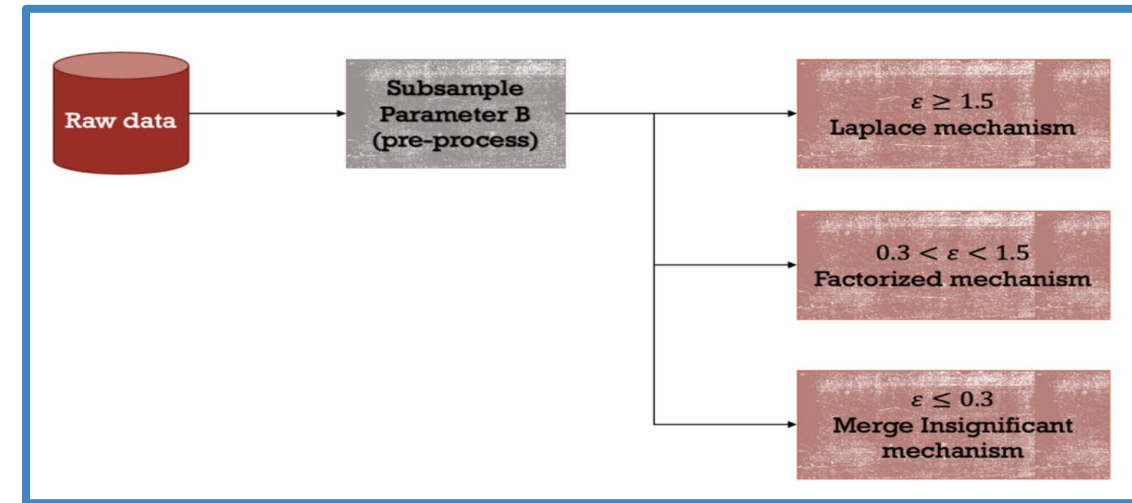 Raw data
Subsample
Parameter B
(pre-process)
ε ≥ 1.5
Laplace mechanism
0.3 < ε < 1.5
Factorized mechanism
ε ≤ 0.3
Merge Insignificant
mechanism